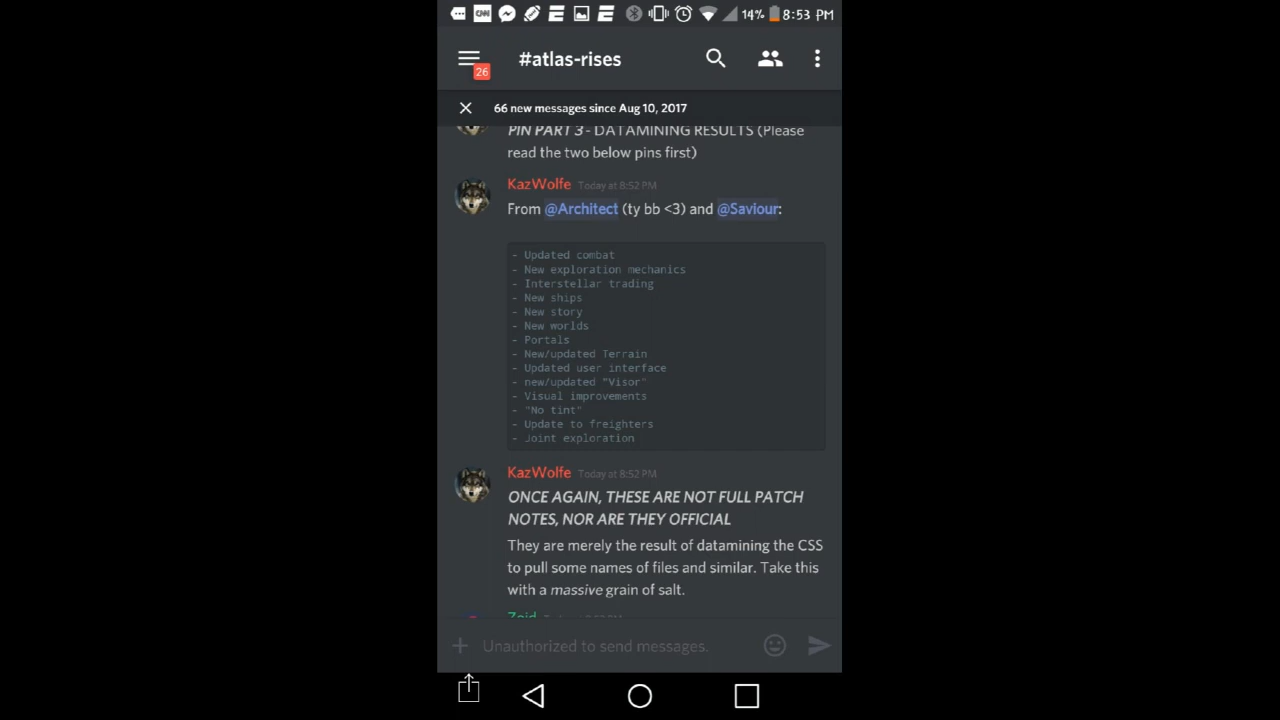 CNN 14% 8:53 PM
#atlas-rises
26
66 new messages since Aug 10, 2017
PIN PART 3 - DATAMINING RESULTS (Please
read the two below pins first)
KazWolfe Today at 8:52 PM
From @Architect (ty bb <3) and @Saviour:
- Updated combat
- New exploration mechanics
- Interstellar trading
- New ships
- New story
- New worlds
- Portals
- New/updated Terrain
- Updated user interface
- new/updated "Visor"
- Visual improvements
- "No tint"
- Update to freighters
- Joint exploration
KazWolfe Today at 8:52 PM
ONCE AGAIN, THESE ARE NOT FULL PATCH
NOTES, NOR ARE THEY OFFICIAL
They are merely the result of datamining the CSS
to pull some names of files and similar. Take this
with a massive grain of salt.
Zoid
Unauthorized to send messages.